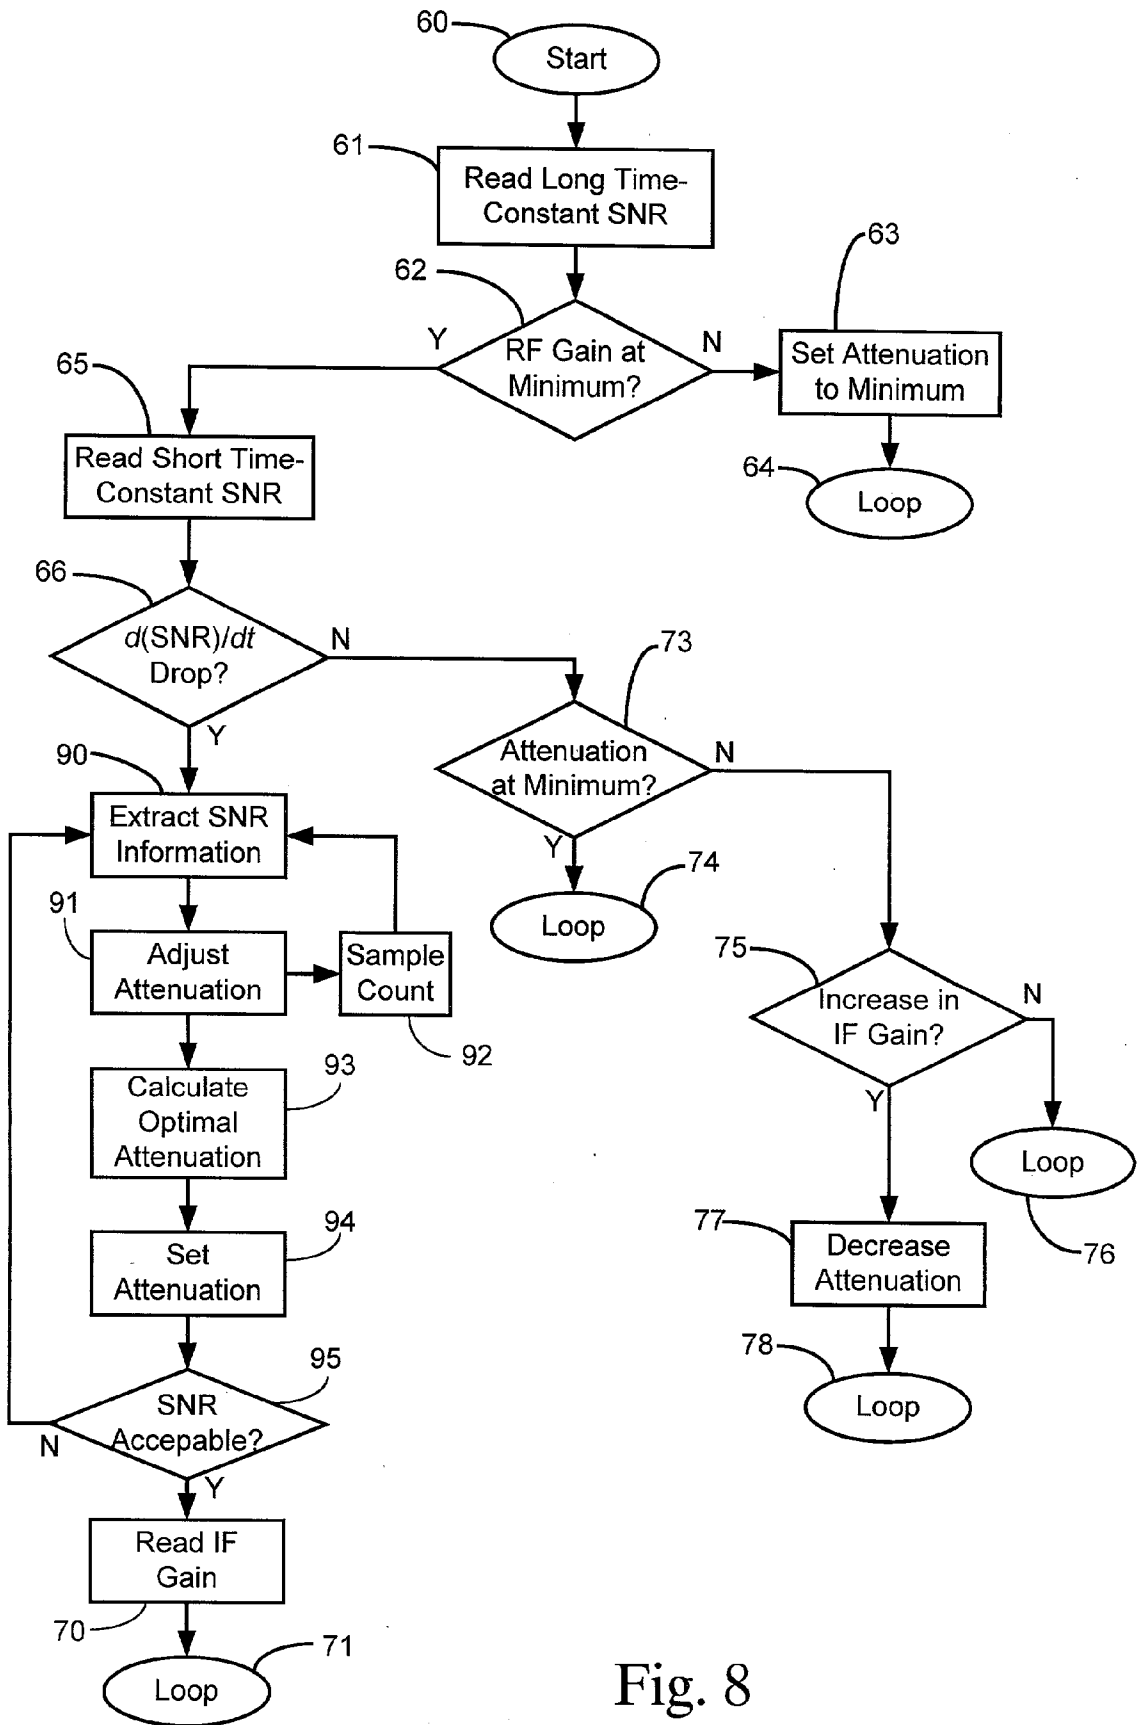 60
Start
61
Read Long Time-
Constant SNR
62
63
Y
RF Gain at
Minimum?
N
Set Attenuation
to Minimum
64
Loop
65
Read Short Time-
Constant SNR
66
d(SNR)/dt
Drop?
N
Y
73
Attenuation
at Minimum?
N
Y
74
Loop
90
Extract SNR
Information
91
Adjust
Attenuation
Sample
Count
92
75
Increase in
IF Gain?
N
Y
Loop
76
93
Calculate
Optimal
Attenuation
94
Set
Attenuation
77
Decrease
Attenuation
78
Loop
95
SNR
Accepable?
N
Y
Read IF
Gain
70
71
Loop
Fig. 8